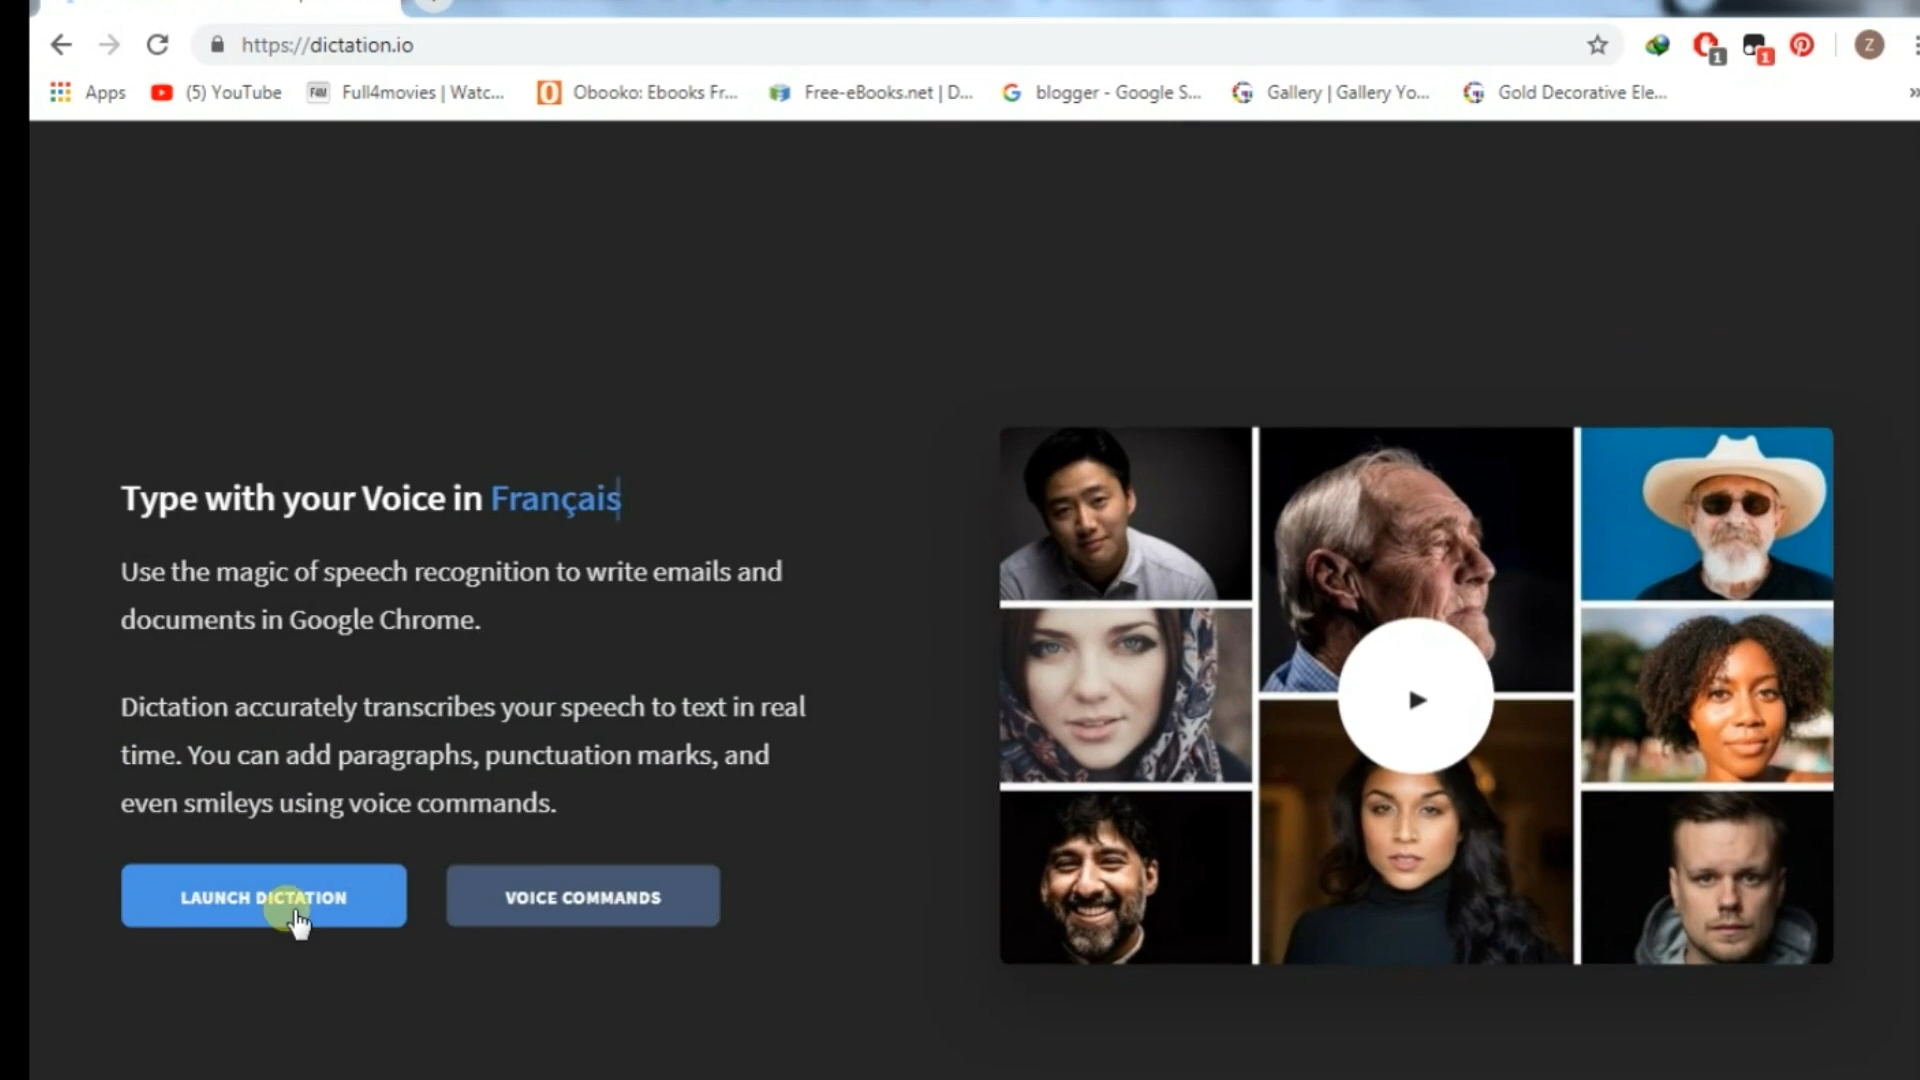 https://dictation.io
1
1
Z
Apps
(5) YouTube
Full4movies | Watc...
Obooko: Ebooks Fr...
Free-eBooks.net | D...
blogger - Google S...
Gallery | Gallery Yo...
Gold Decorative Ele...
»
Type with your Voice in Français
Use the magic of speech recognition to write emails and
documents in Google Chrome.
Dictation accurately transcribes your speech to text in real
time. You can add paragraphs, punctuation marks, and
even smileys using voice commands.
LAUNCH DICTATION
VOICE COMMANDS